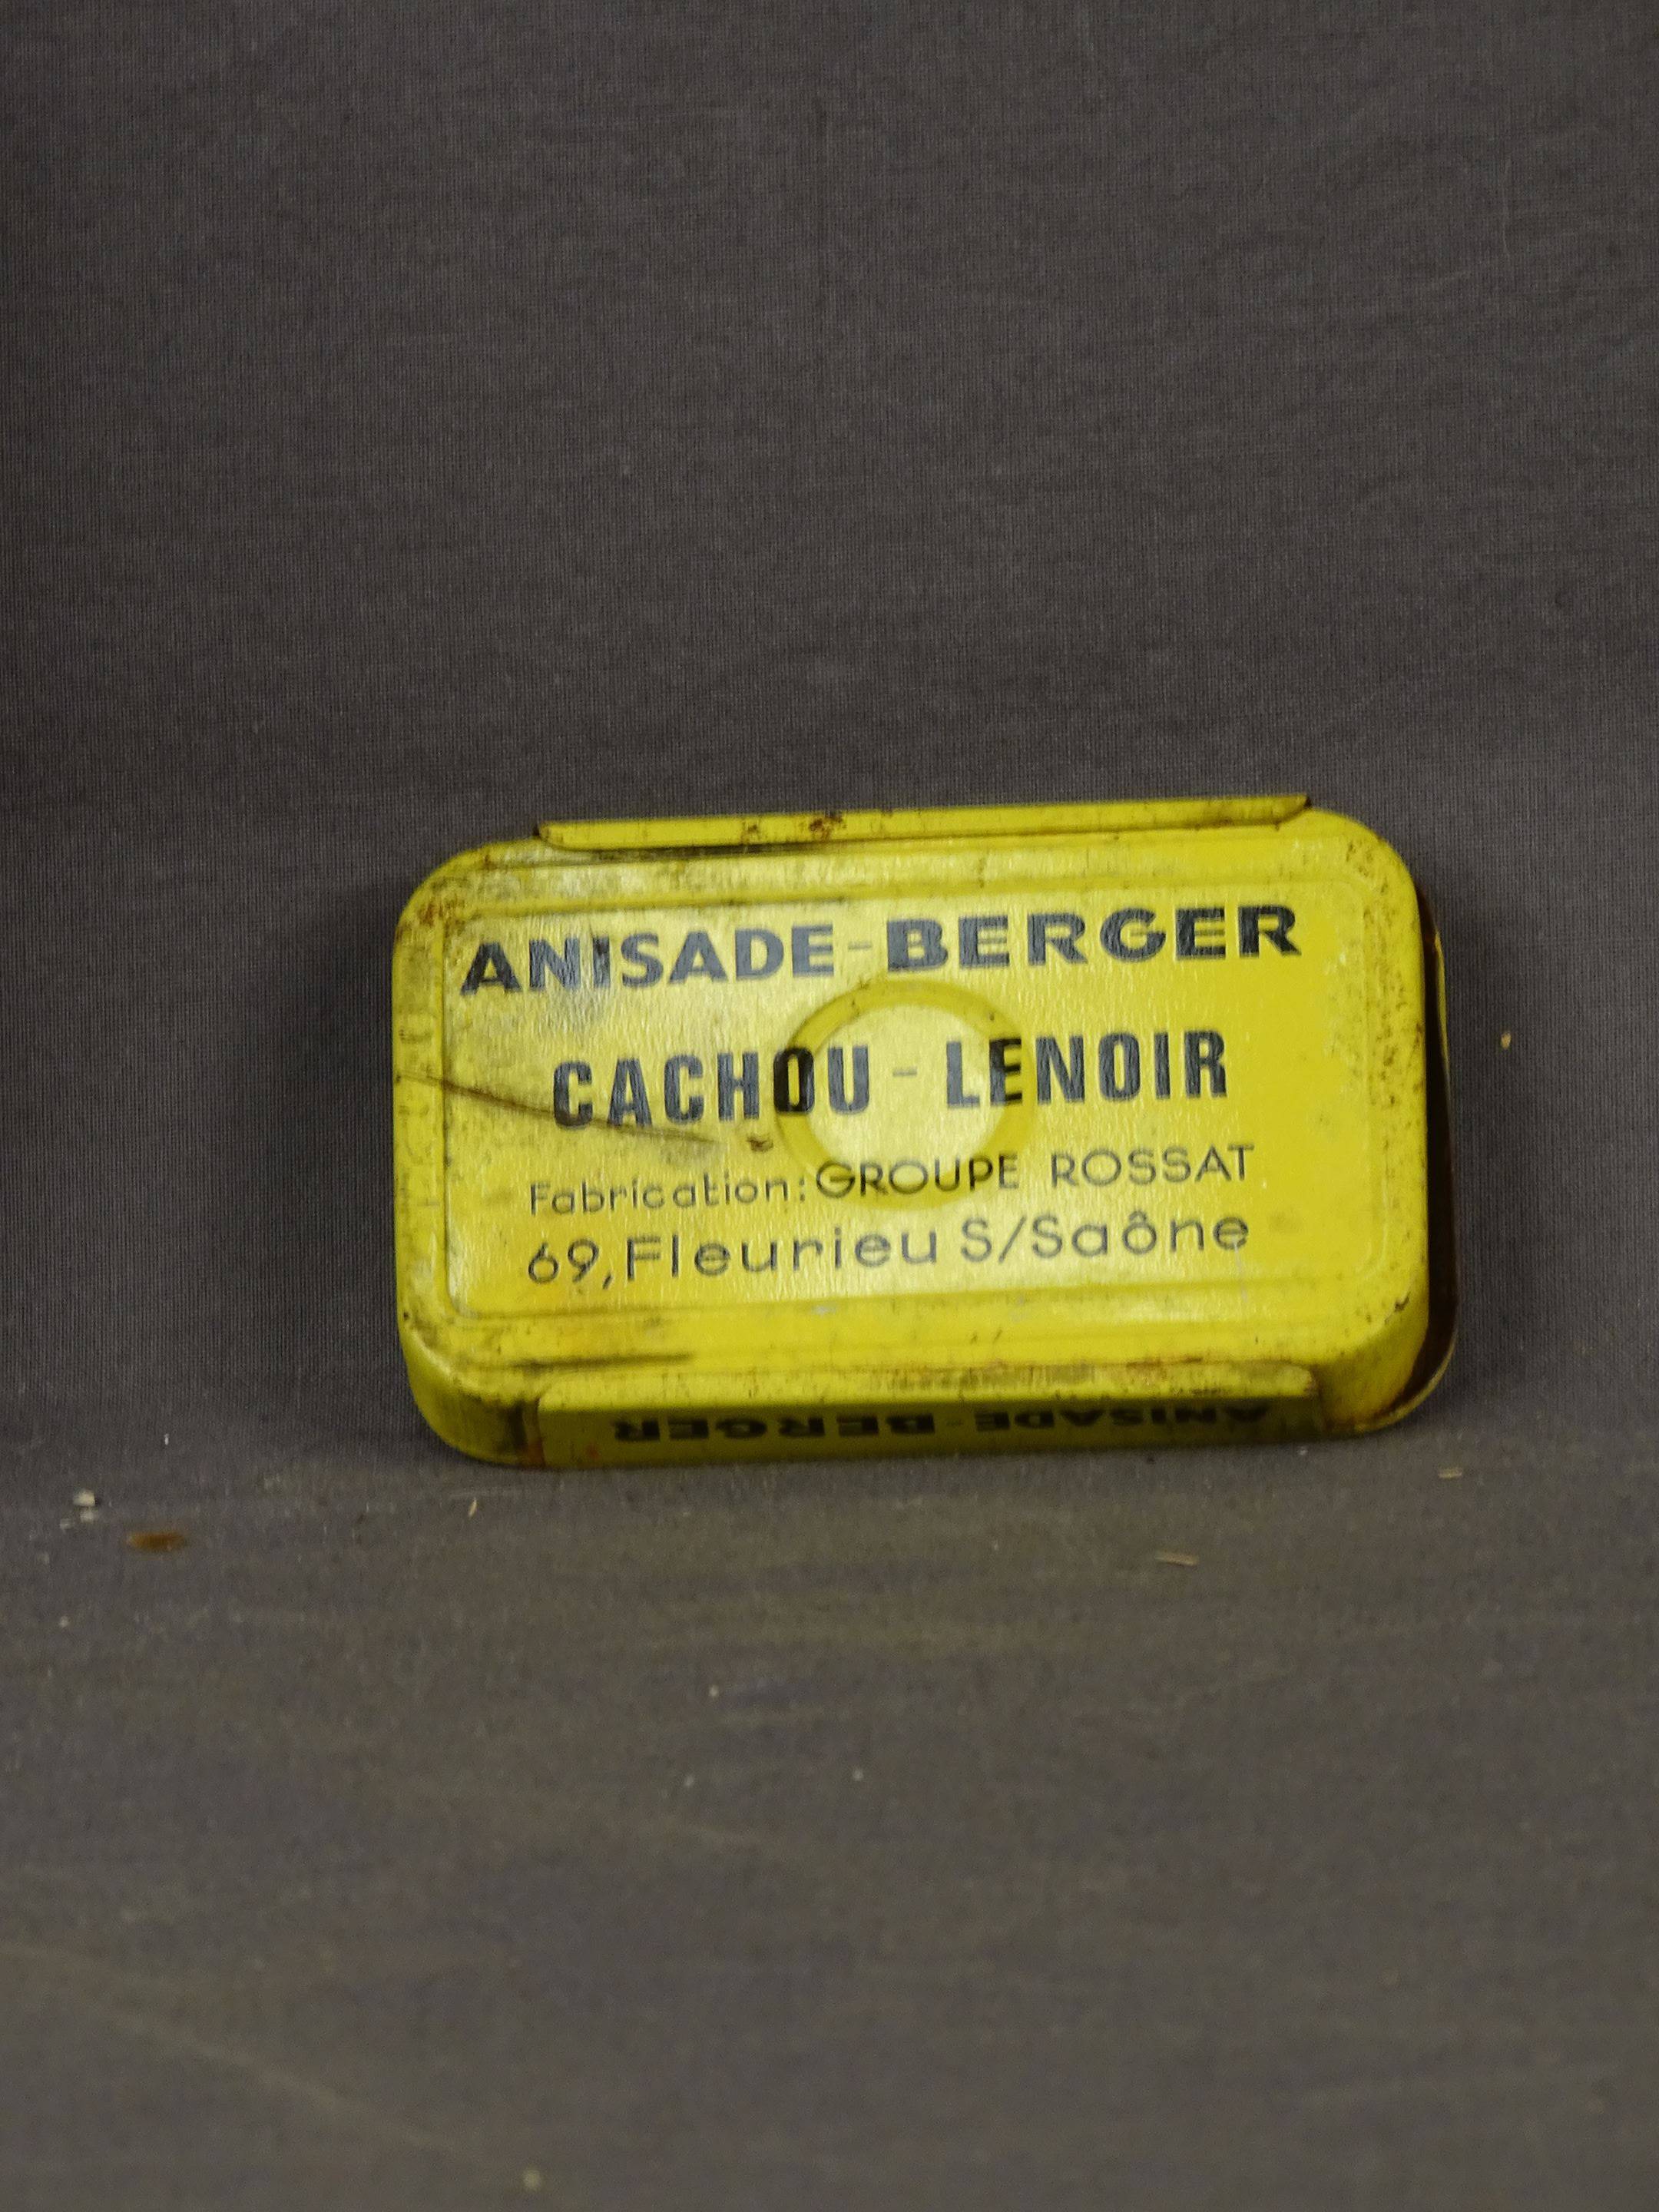 ANISADE-BERGER
CACHOU - LENOIR
Fabrication: GROUPE ROSSAT
69, Fleurieu S/Saône
ANISADE-BERGER